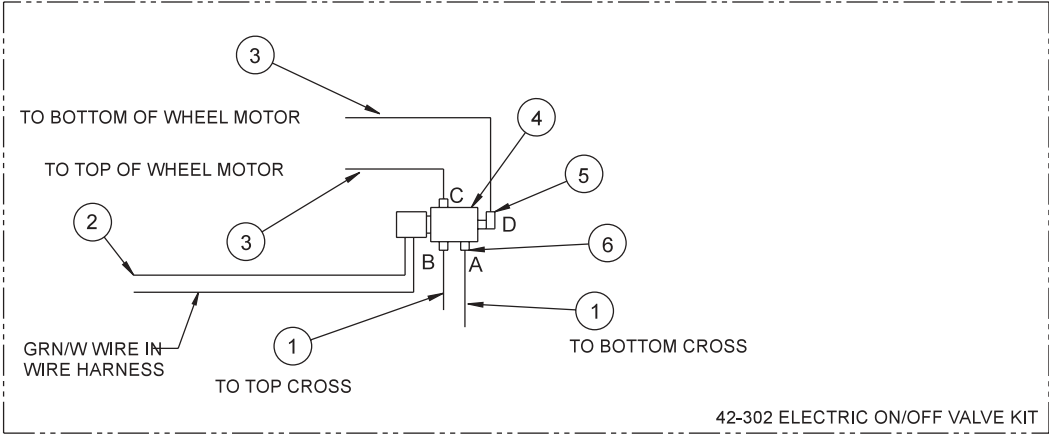 3
TO BOTTOM OF WHEEL MOTOR
4
TO TOP OF WHEEL MOTOR
5
C
2
D
3
6
B
A
1
1
GRN/W WIRE IN
WIRE HARNESS
TO BOTTOM CROSS
TO TOP CROSS
42-302 ELECTRIC ON/OFF VALVE KIT